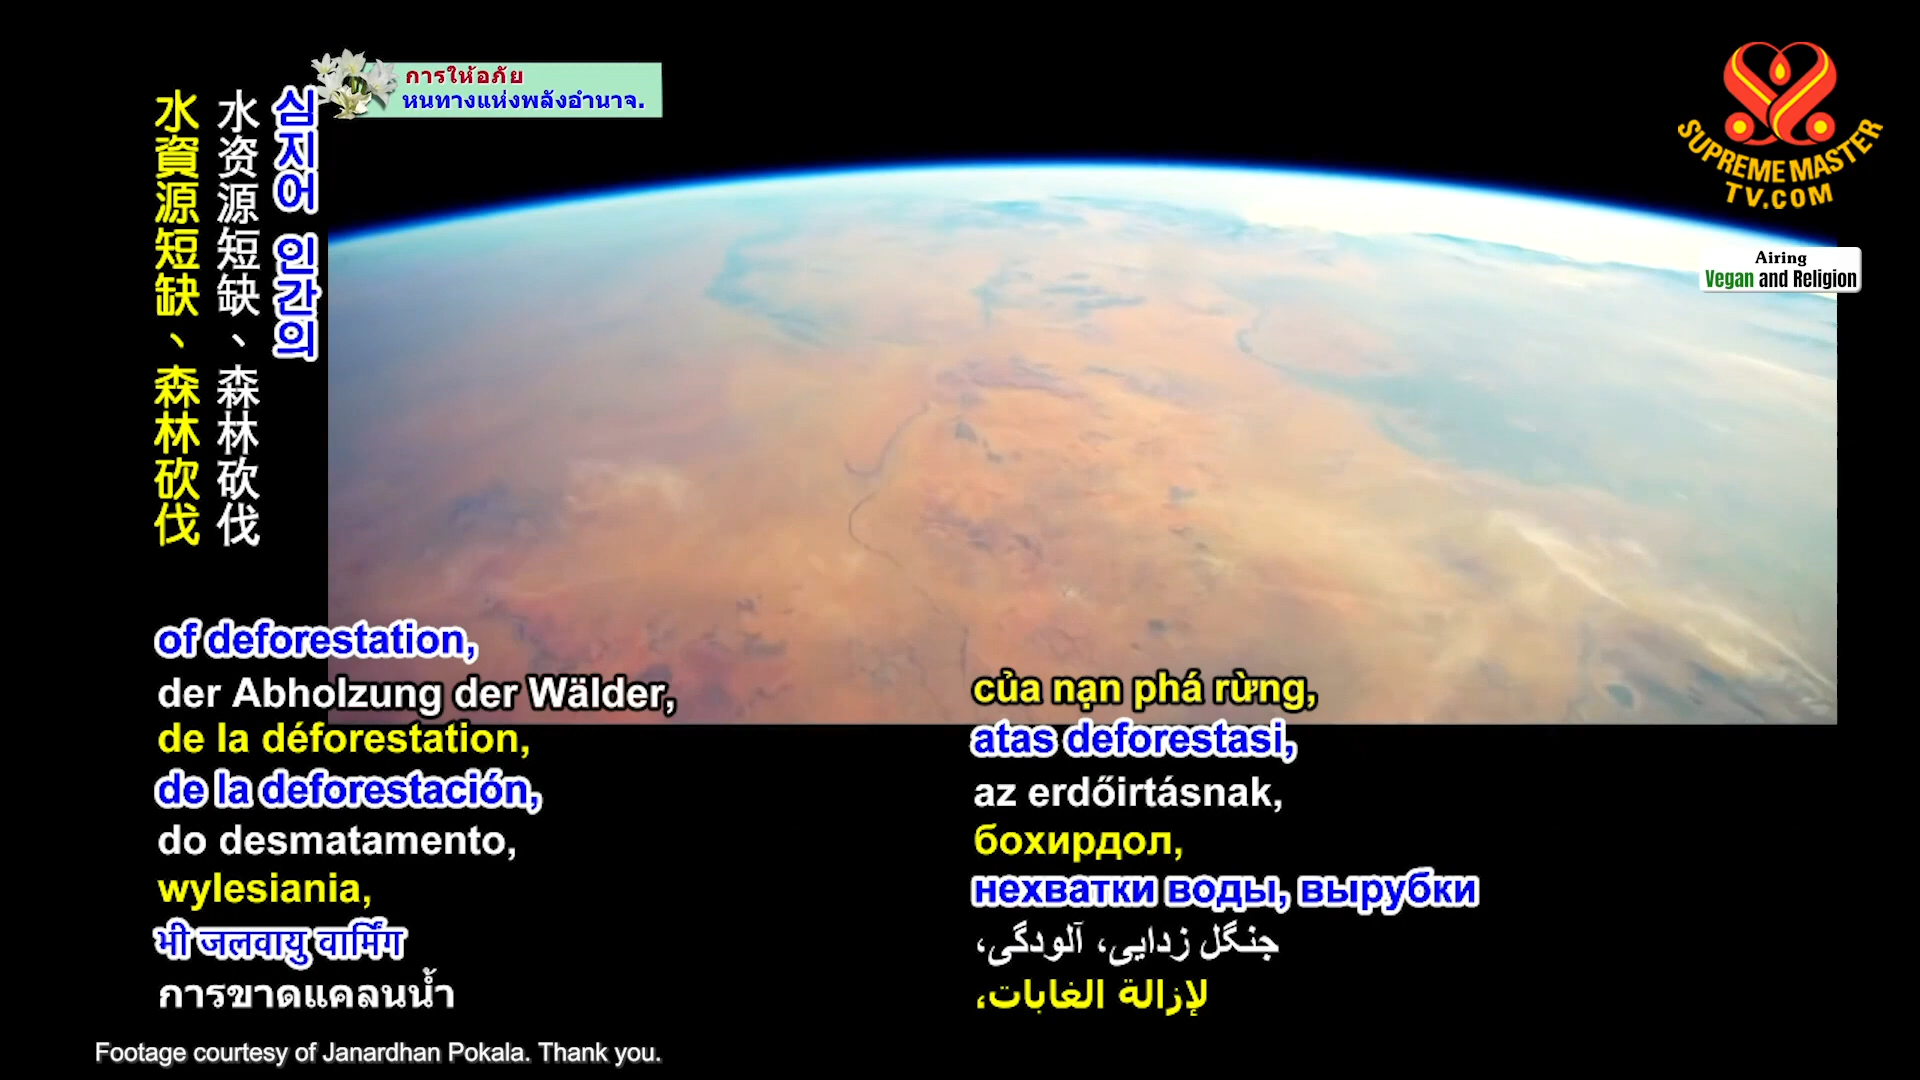 การให้อภัย
หนทางแห่งพลังอำนาจ.
SUPREME MASTER
TV.COM
Airing
Vegan and Religion
심지어 인간의
水资源短缺、森林砍伐
水資源短缺、森林砍伐
of deforestation,
der Abholzung der Wälder,
de la déforestation,
de la deforestación,
do desmatamento,
wylesiania,
भी जलवायु वार्मिंग
การขาดแคลนน้ำ
của nạn phá rừng,
atas deforestasi,
az erdőirtásnak,
бохирдол,
нехватки воды, вырубки
جنگل زدایی، آلودگی،
لإزالة الغابات،
Footage courtesy of Janardhan Pokala. Thank you.